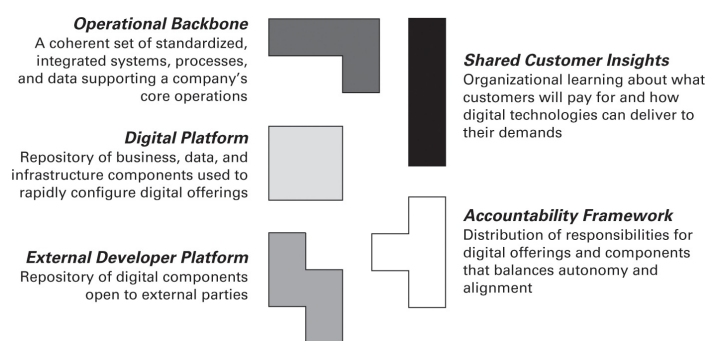 Operational Backbone
A coherent set of standardized,
integrated systems, processes,
and data supporting a company's
core operations
Digital Platform
Repository of business, data, and
infrastructure components used to
rapidly configure digital offerings
External Developer Platform
Repository of digital components
open to external parties
Shared Customer Insights
Organizational learning about what
customers will pay for and how
digital technologies can deliver to
their demands
Accountability Framework
Distribution of responsibilities for
digital offerings and components
that balances autonomy and
alignment